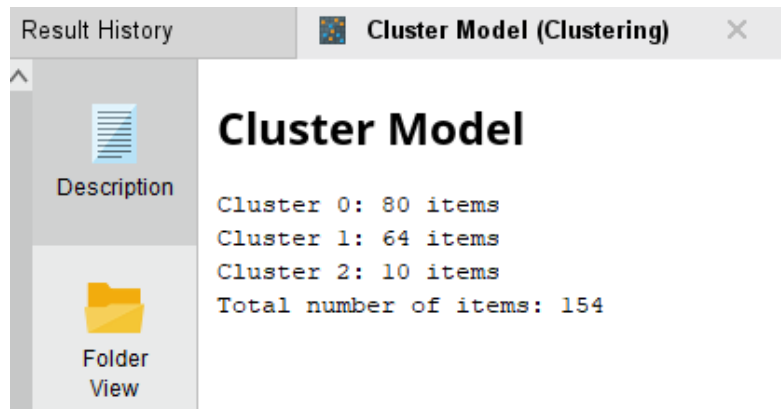 Result History
Cluster Model (Clustering)
Description
Folder
View
Cluster Model
Cluster 0: 80 items
Cluster 1: 64 items
Cluster 2: 10 items
Total number of items: 154